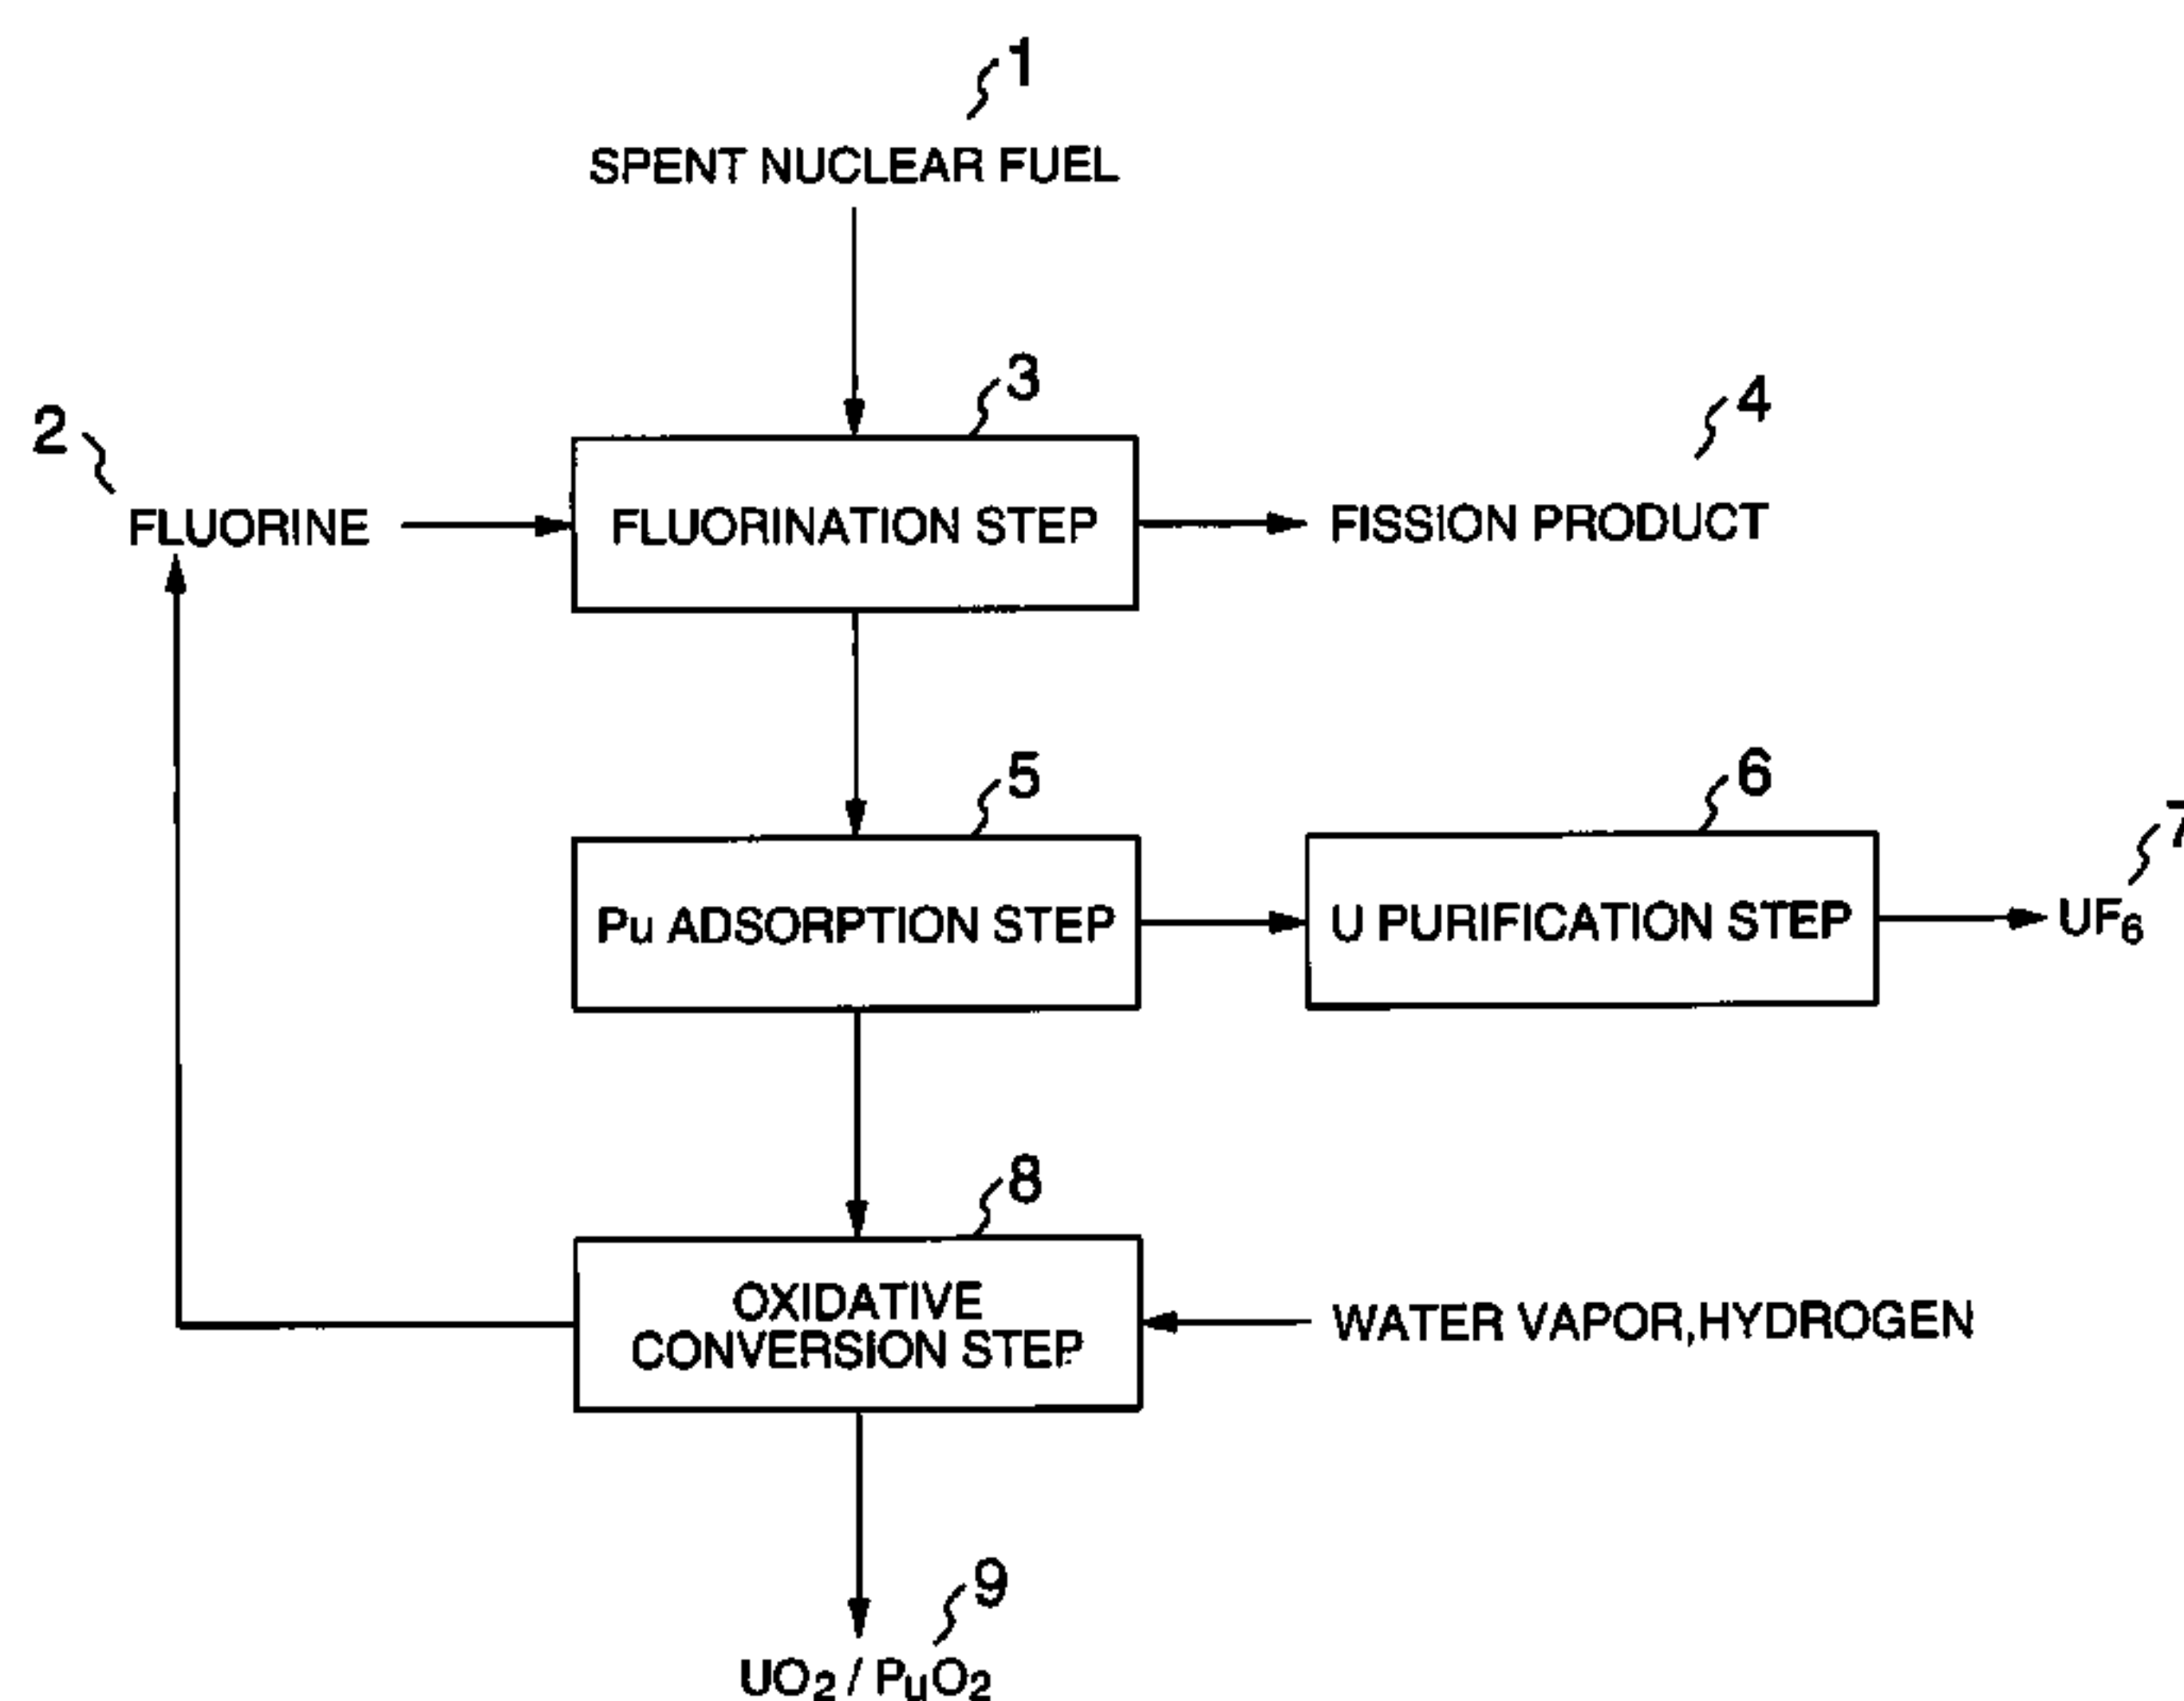 1
SPENT NUCLEAR FUEL
3
4
2
FLUORINE
FLUORINATION STEP
FISSION PRODUCT
5
6
7
Pu ADSORPTION STEP
U PURIFICATION STEP
UF₆
8
OXIDATIVE
CONVERSION STEP
WATER VAPOR,HYDROGEN
9
UO₂ / PuO₂